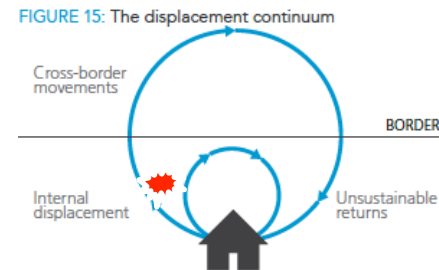 FIGURE 15: The displacement continuum
Cross-border
movements
BORDER
Internal
displacement
Unsustainable
returns